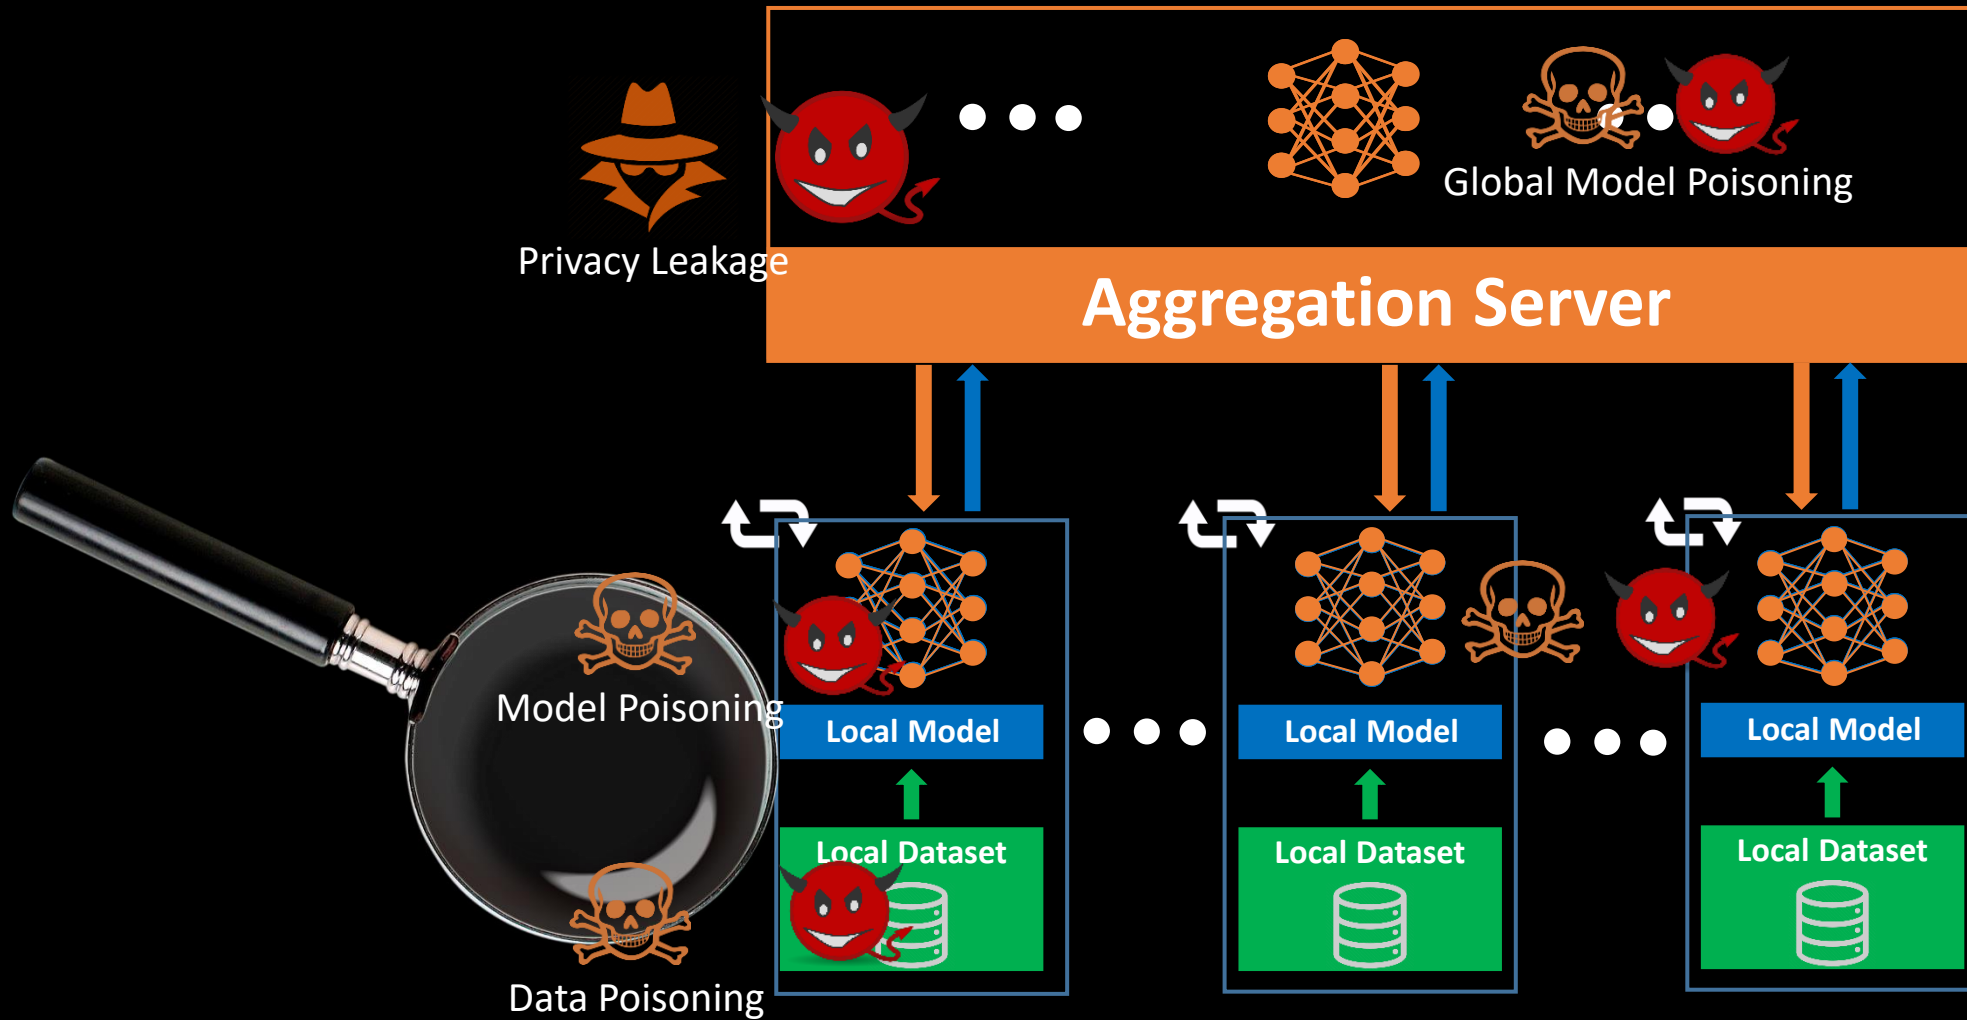 Global Model Poisoning
Privacy Leakage
Aggregation Server
Model Poisoning
Local Model
Local Model
Local Model
Local Dataset
Local Dataset
Local Dataset
Data Poisoning